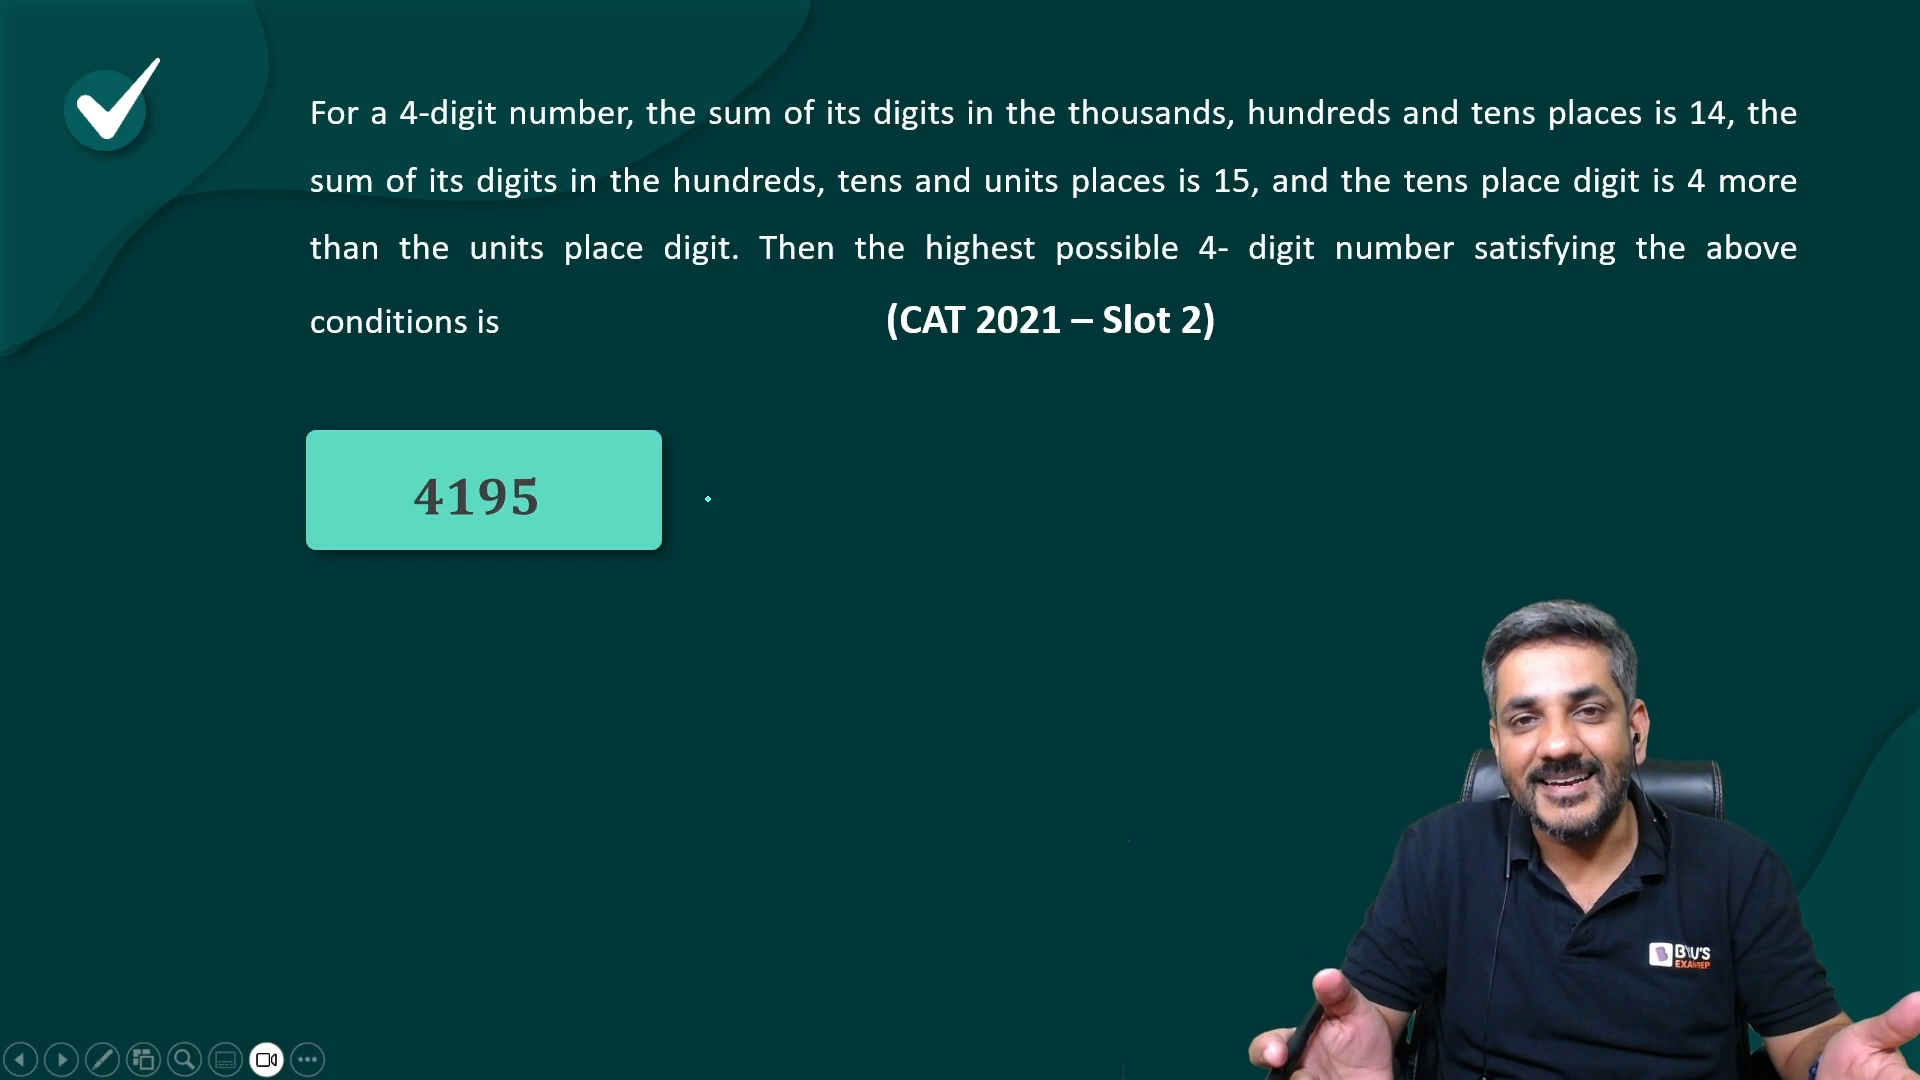 For a 4-digit number, the sum of its digits in the thousands, hundreds and tens places is 14, the
sum of its digits in the hundreds, tens and units places is 15, and the tens place digit is 4 more
than the units place digit. Then the highest possible 4- digit number satisfying the above
conditions is (CAT 2021 – Slot 2)
4195
BYJU'S
EXAM PREP